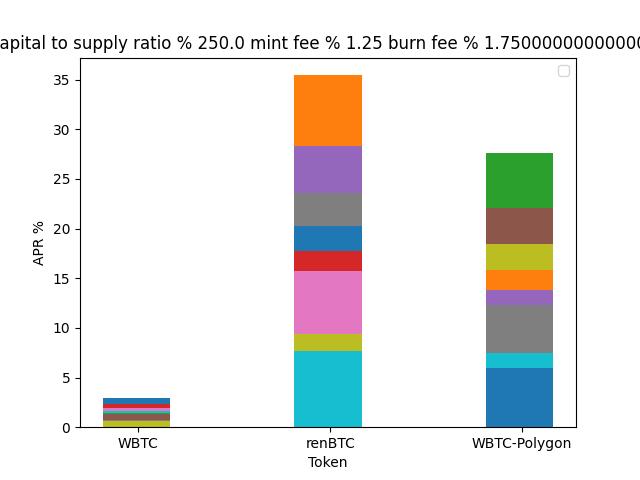 apital to supply ratio % 250.0 mint fee % 1.25 burn fee % 1.75000000000000
35
30
25
20
15
10
5
0
APR %
WBTC renBTC WBTC-Polygon
Token